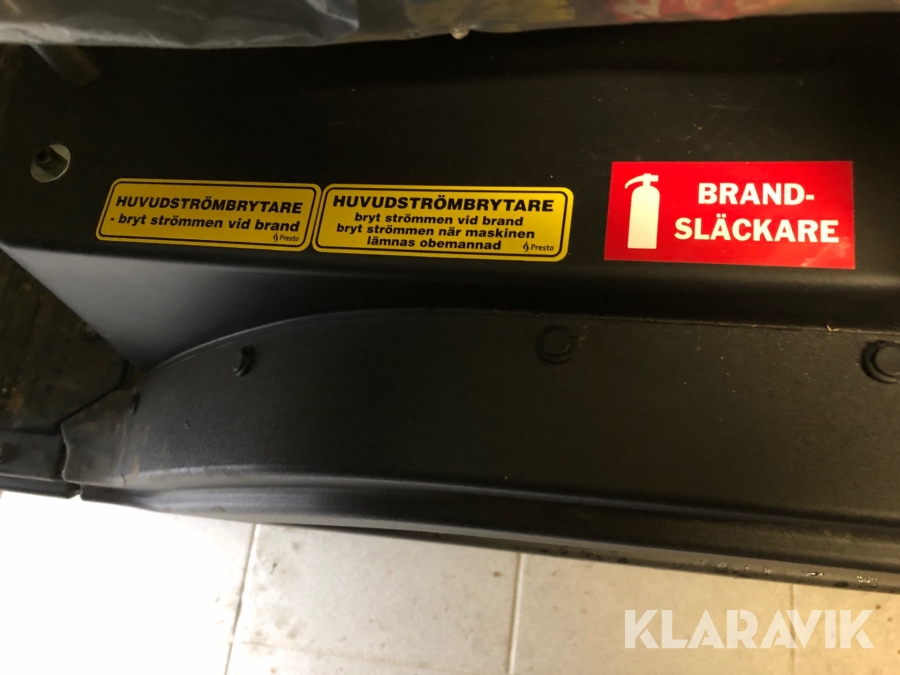 HUVUDSTRÖMBRYTARE
- bryt strömmen vid brand
Presto
HUVUDSTRÖMBRYTARE
bryt strömmen vid brand
bryt strömmen när maskinen
lämnas obemannad
Presto
BRAND-
SLÄCKARE
KLARAVIK